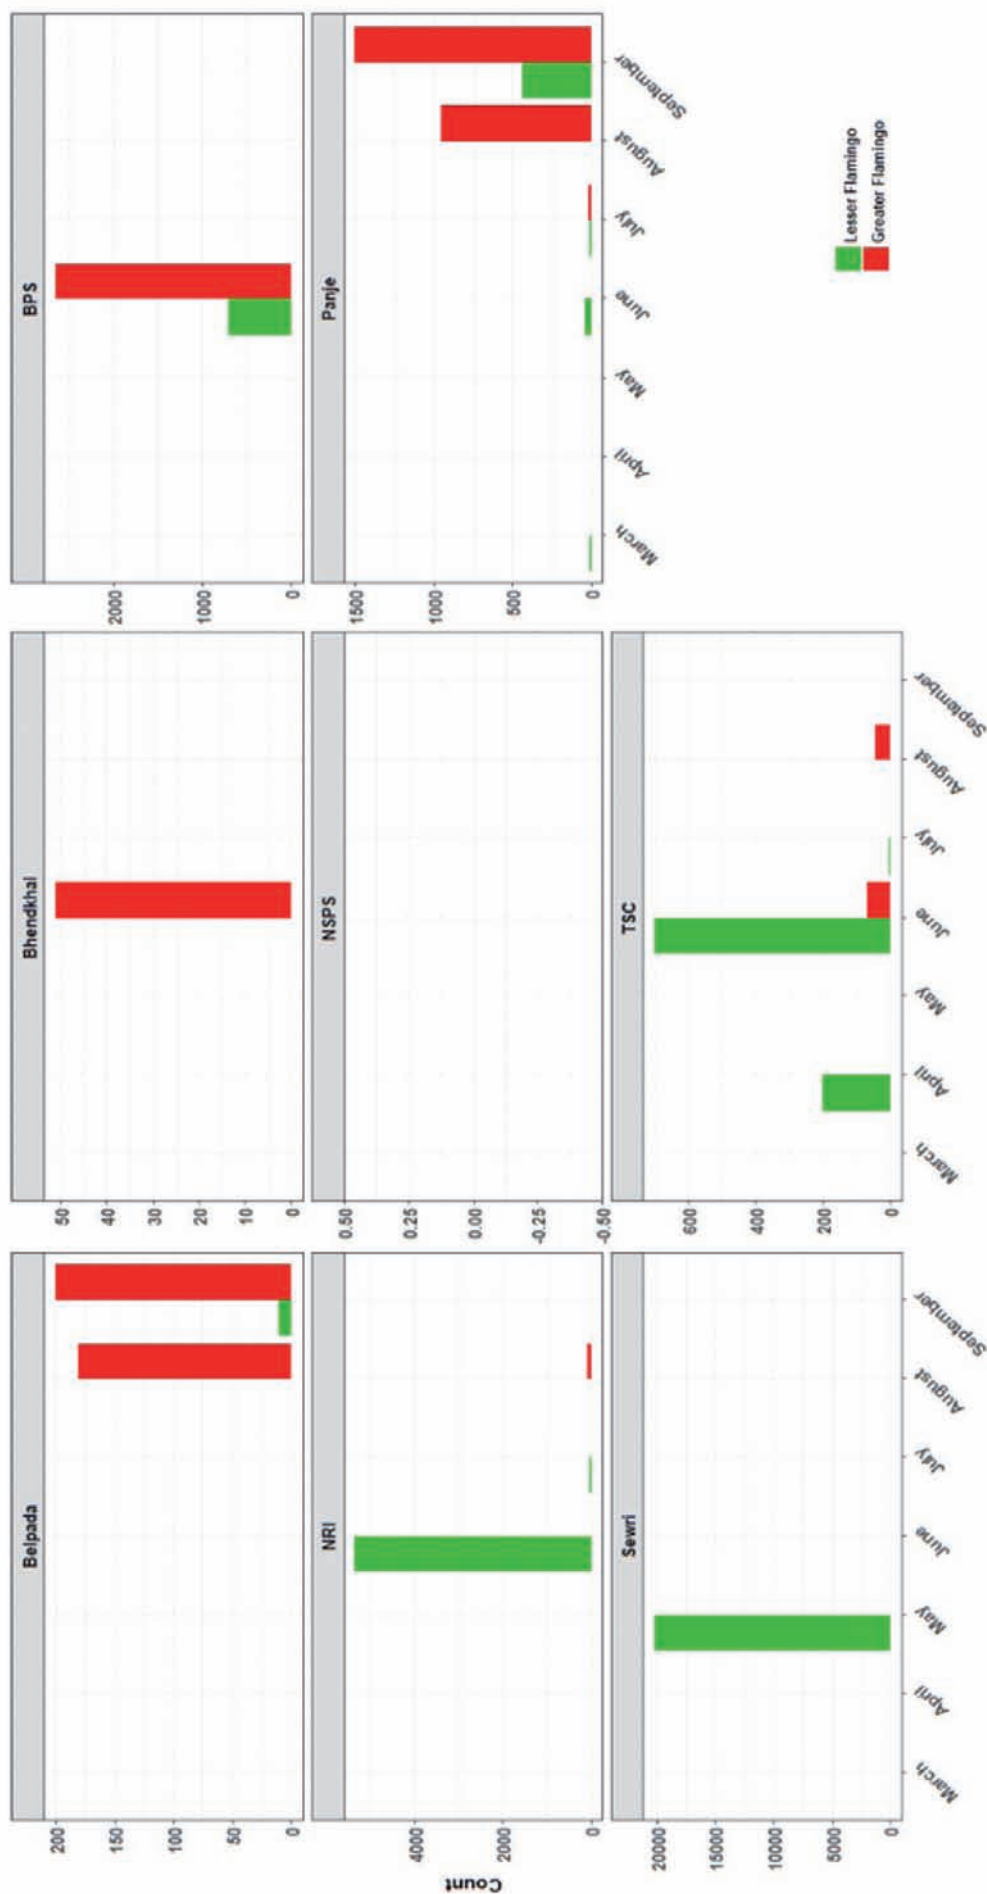 Belpada
Bhendkhal
BPS
200
150
100
50
0
50
40
30
20
10
0
2000
1000
0
NRI
NSPS
Panje
4000
0
0.50
0.25
0.00
-0.25
-0.50
1500
1000
500
0
March
April
May
June
July
August
September
Count
Sewri
TSC
20000
15000
10000
5000
0
600
400
200
0
March
April
May
June
July
August
September
March
April
May
June
July
August
September
Lesser Flamingo
Greater Flamingo